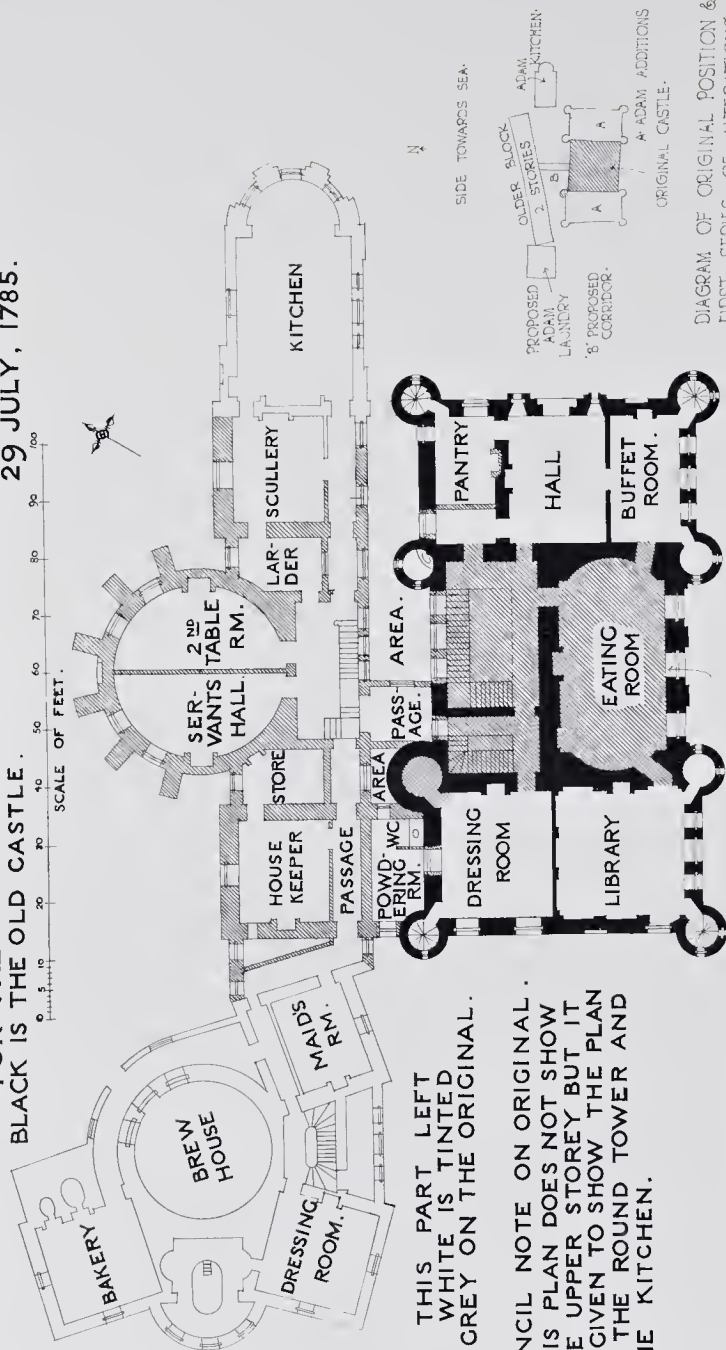 29 JULY, 1785.
BLACK IS THE OLD CASTLE.
SCALE OF FEET.
0 5 10 20 30 40 50 60 70 80 90 100
BAKERY
BREW
HOUSE
DRESSING
ROOM.
MAID'S
RM.
HOUSE
KEEPER
STORE
PASSAGE
SER-
VANTS
HALL.
2ND
TABLE
RM.
LAR-
DER
SCULLERY
KITCHEN
POWD-
ERING
RM.
WC
AREA
PASS-
AGE.
AREA.
PANTRY
DRESSING
ROOM
HALL
LIBRARY
EATING
ROOM
BUFFET
ROOM.
THIS PART LEFT
WHITE IS TINTED
GREY ON THE ORIGINAL.
NCIL NOTE ON ORIGINAL.
IS PLAN DOES NOT SHOW
E UPPER STOREY BUT IT
GIVEN TO SHOW THE PLAN
THE ROUND TOWER AND
HE KITCHEN.
N
SIDE TOWARDS SEA.
OLDER BLOCK
2 STORIES
ADAM
KITCHEN.
PROPOSED
ADAM
LAUNDRY
'B' PROPOSED
CORRIDOR.
B
A
A
A ADAM ADDITIONS
ORIGINAL CASTLE.
DIAGRAM OF ORIGINAL POSITION &